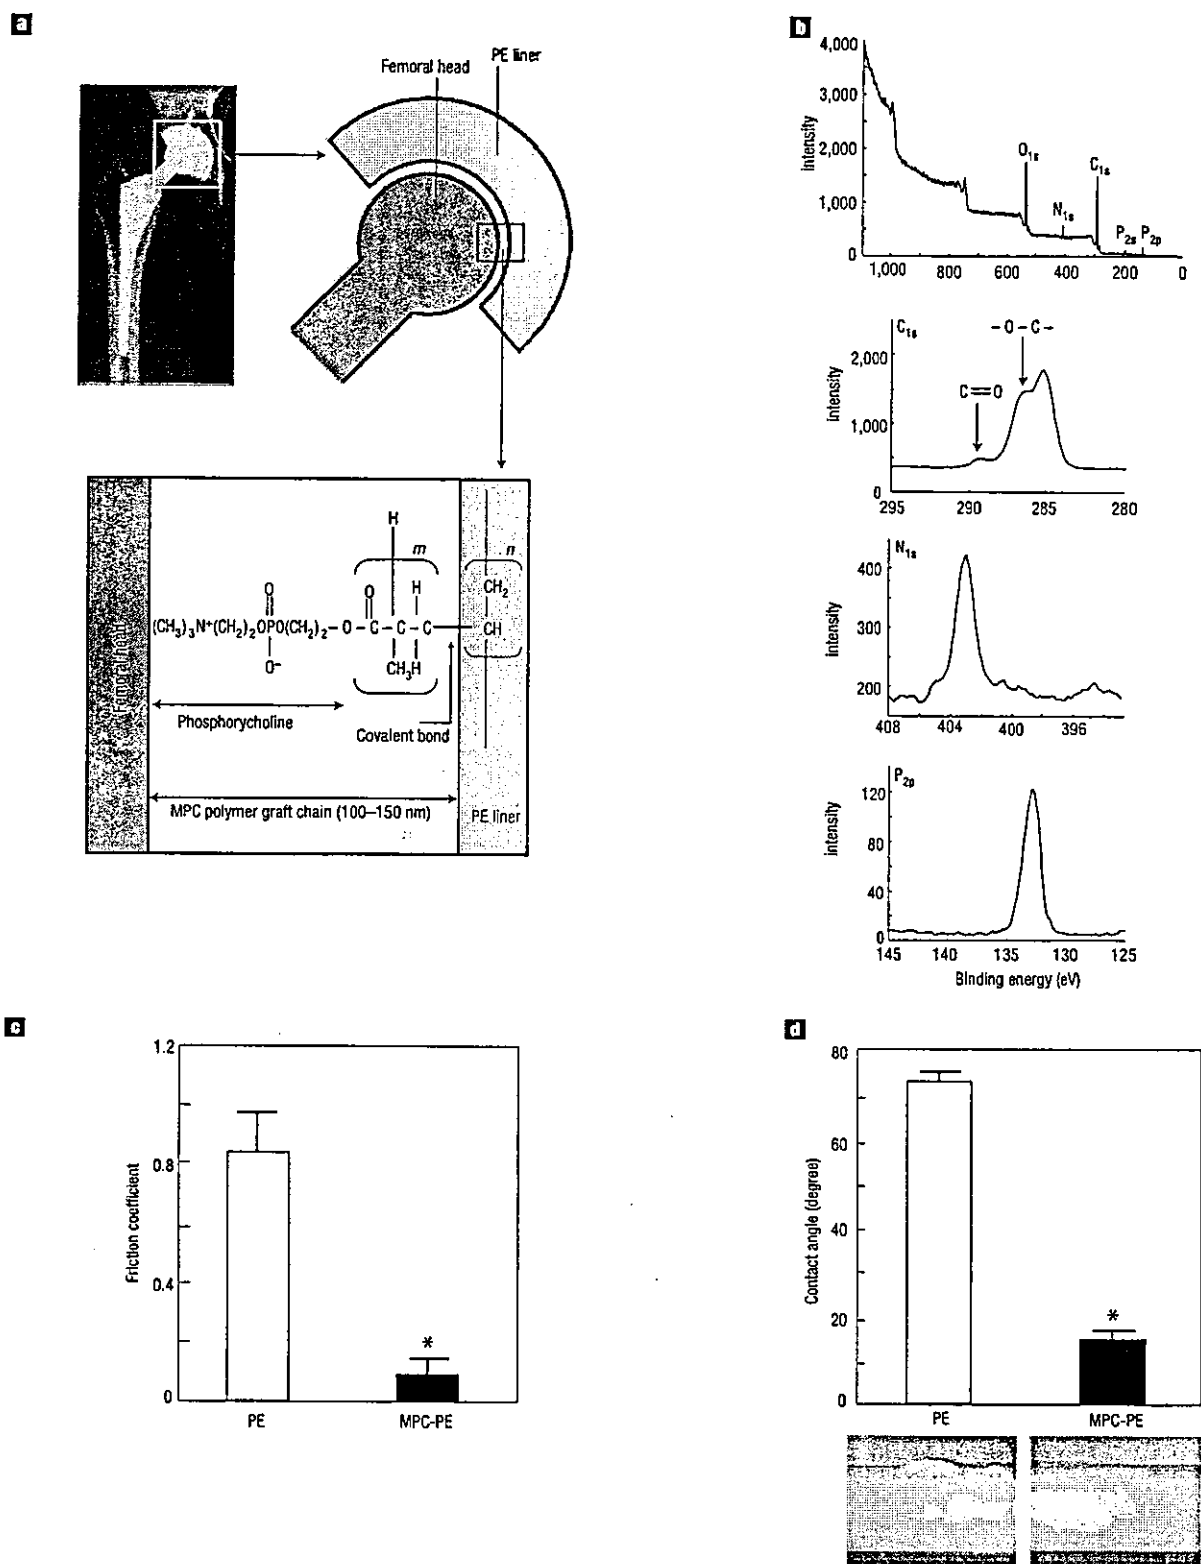 a
Femoral head
PE liner
H
m
n
O
O
H
CH2
(CH3)3N+(CH2)2OPO(CH2)2-O-C-C-C
CH
O-
CH3H
Femoral head
Phosphorycholine
Covalent bond
MPC polymer graft chain (100–150 nm)
PE liner
b
4,000
3,000
2,000
1,000
0
Intensity
O1s
C1s
N1s
P2s P2p
1,000 800 600 400 200 0
C1s
-O-C-
C=O
2,000
1,000
0
Intensity
295 290 285 280
N1s
400
300
200
Intensity
408 404 400 396
P2p
120
80
40
0
Intensity
145 140 135 130 125
Binding energy (eV)
c
1.2
0.8
0.4
0
Friction coefficient
*
PE MPC-PE
d
80
60
40
20
0
Contact angle (degree)
*
PE MPC-PE